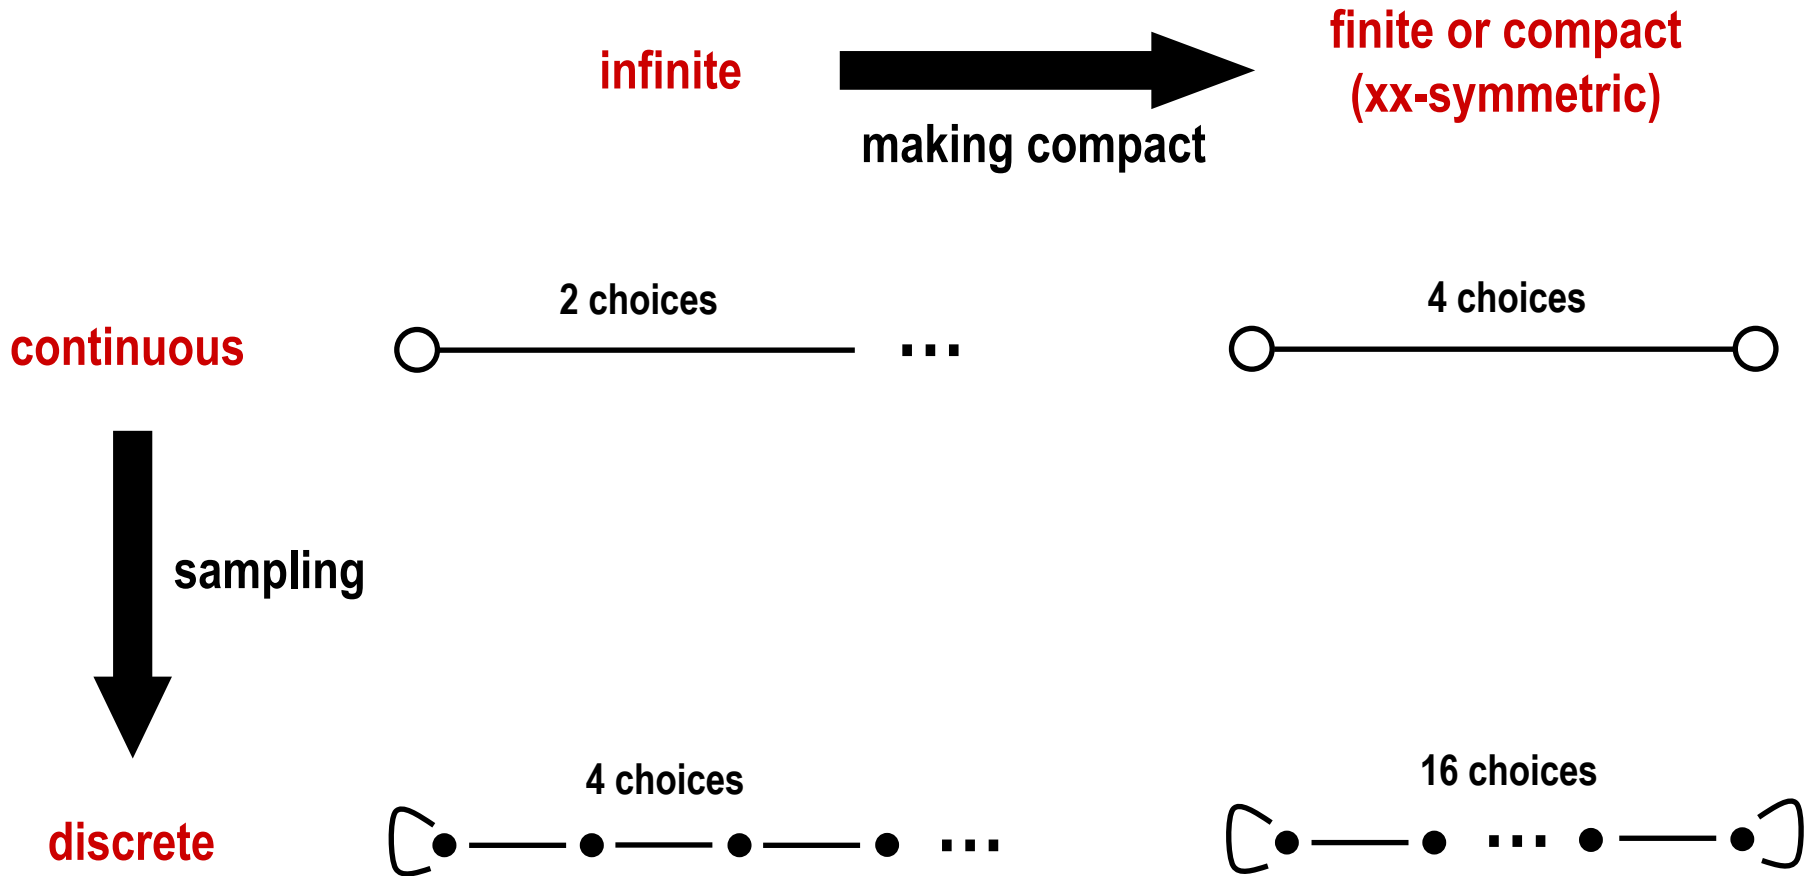 infinite
finite or compact
(xx-symmetric)
making compact
2 choices
4 choices
continuous
...
sampling
4 choices
16 choices
discrete
...
...